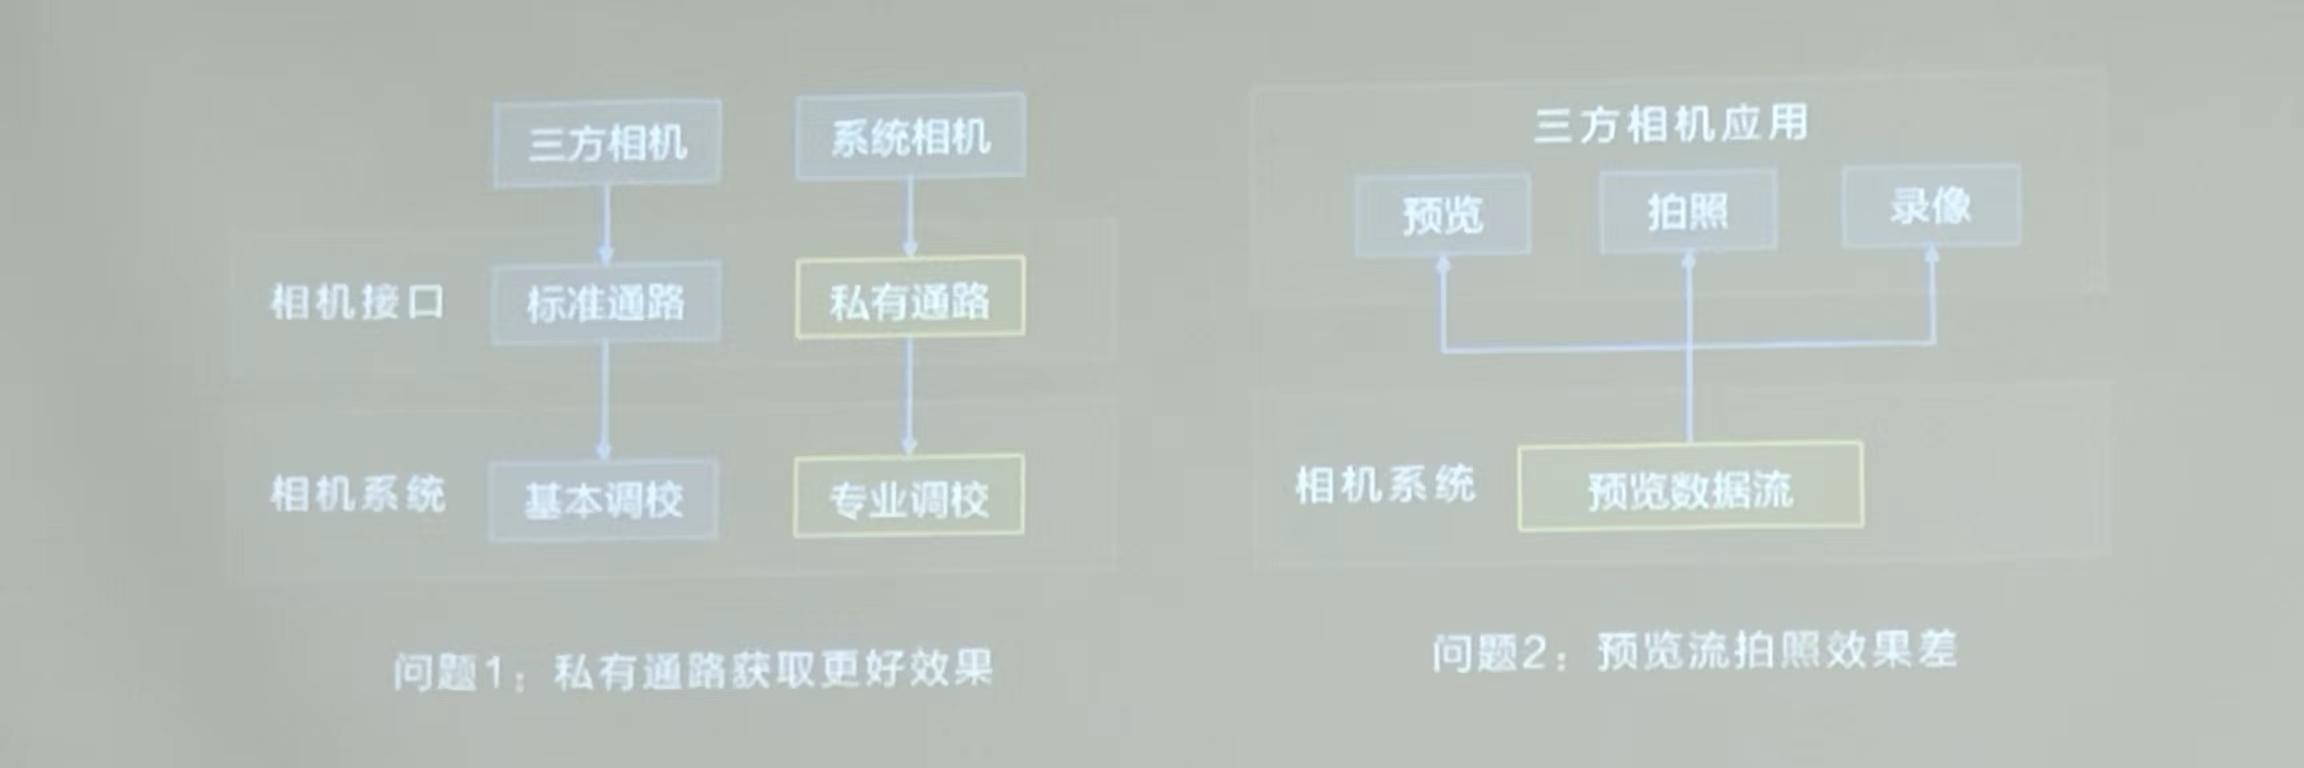 三方相机
系统相机
相机接口
标准通路
私有通路
相机系统
基本调校
专业调校
问题1：私有通路获取更好效果
三方相机应用
预览
拍照
录像
相机系统
预览数据流
问题2：预览流拍照效果差